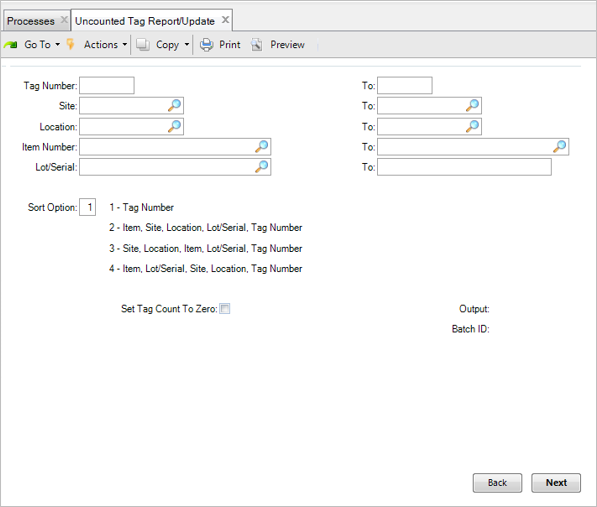 Processes Uncounted Tag Report/Update
Go To Actions Copy Print Preview
Tag Number: To:
Site: To:
Location: To:
Item Number: To:
Lot/Serial: To:
Sort Option: 1 1 - Tag Number
2 - Item, Site, Location, Lot/Serial, Tag Number
3 - Site, Location, Item, Lot/Serial, Tag Number
4 - Item, Lot/Serial, Site, Location, Tag Number
Set Tag Count To Zero: Output:
Batch ID:
Back Next